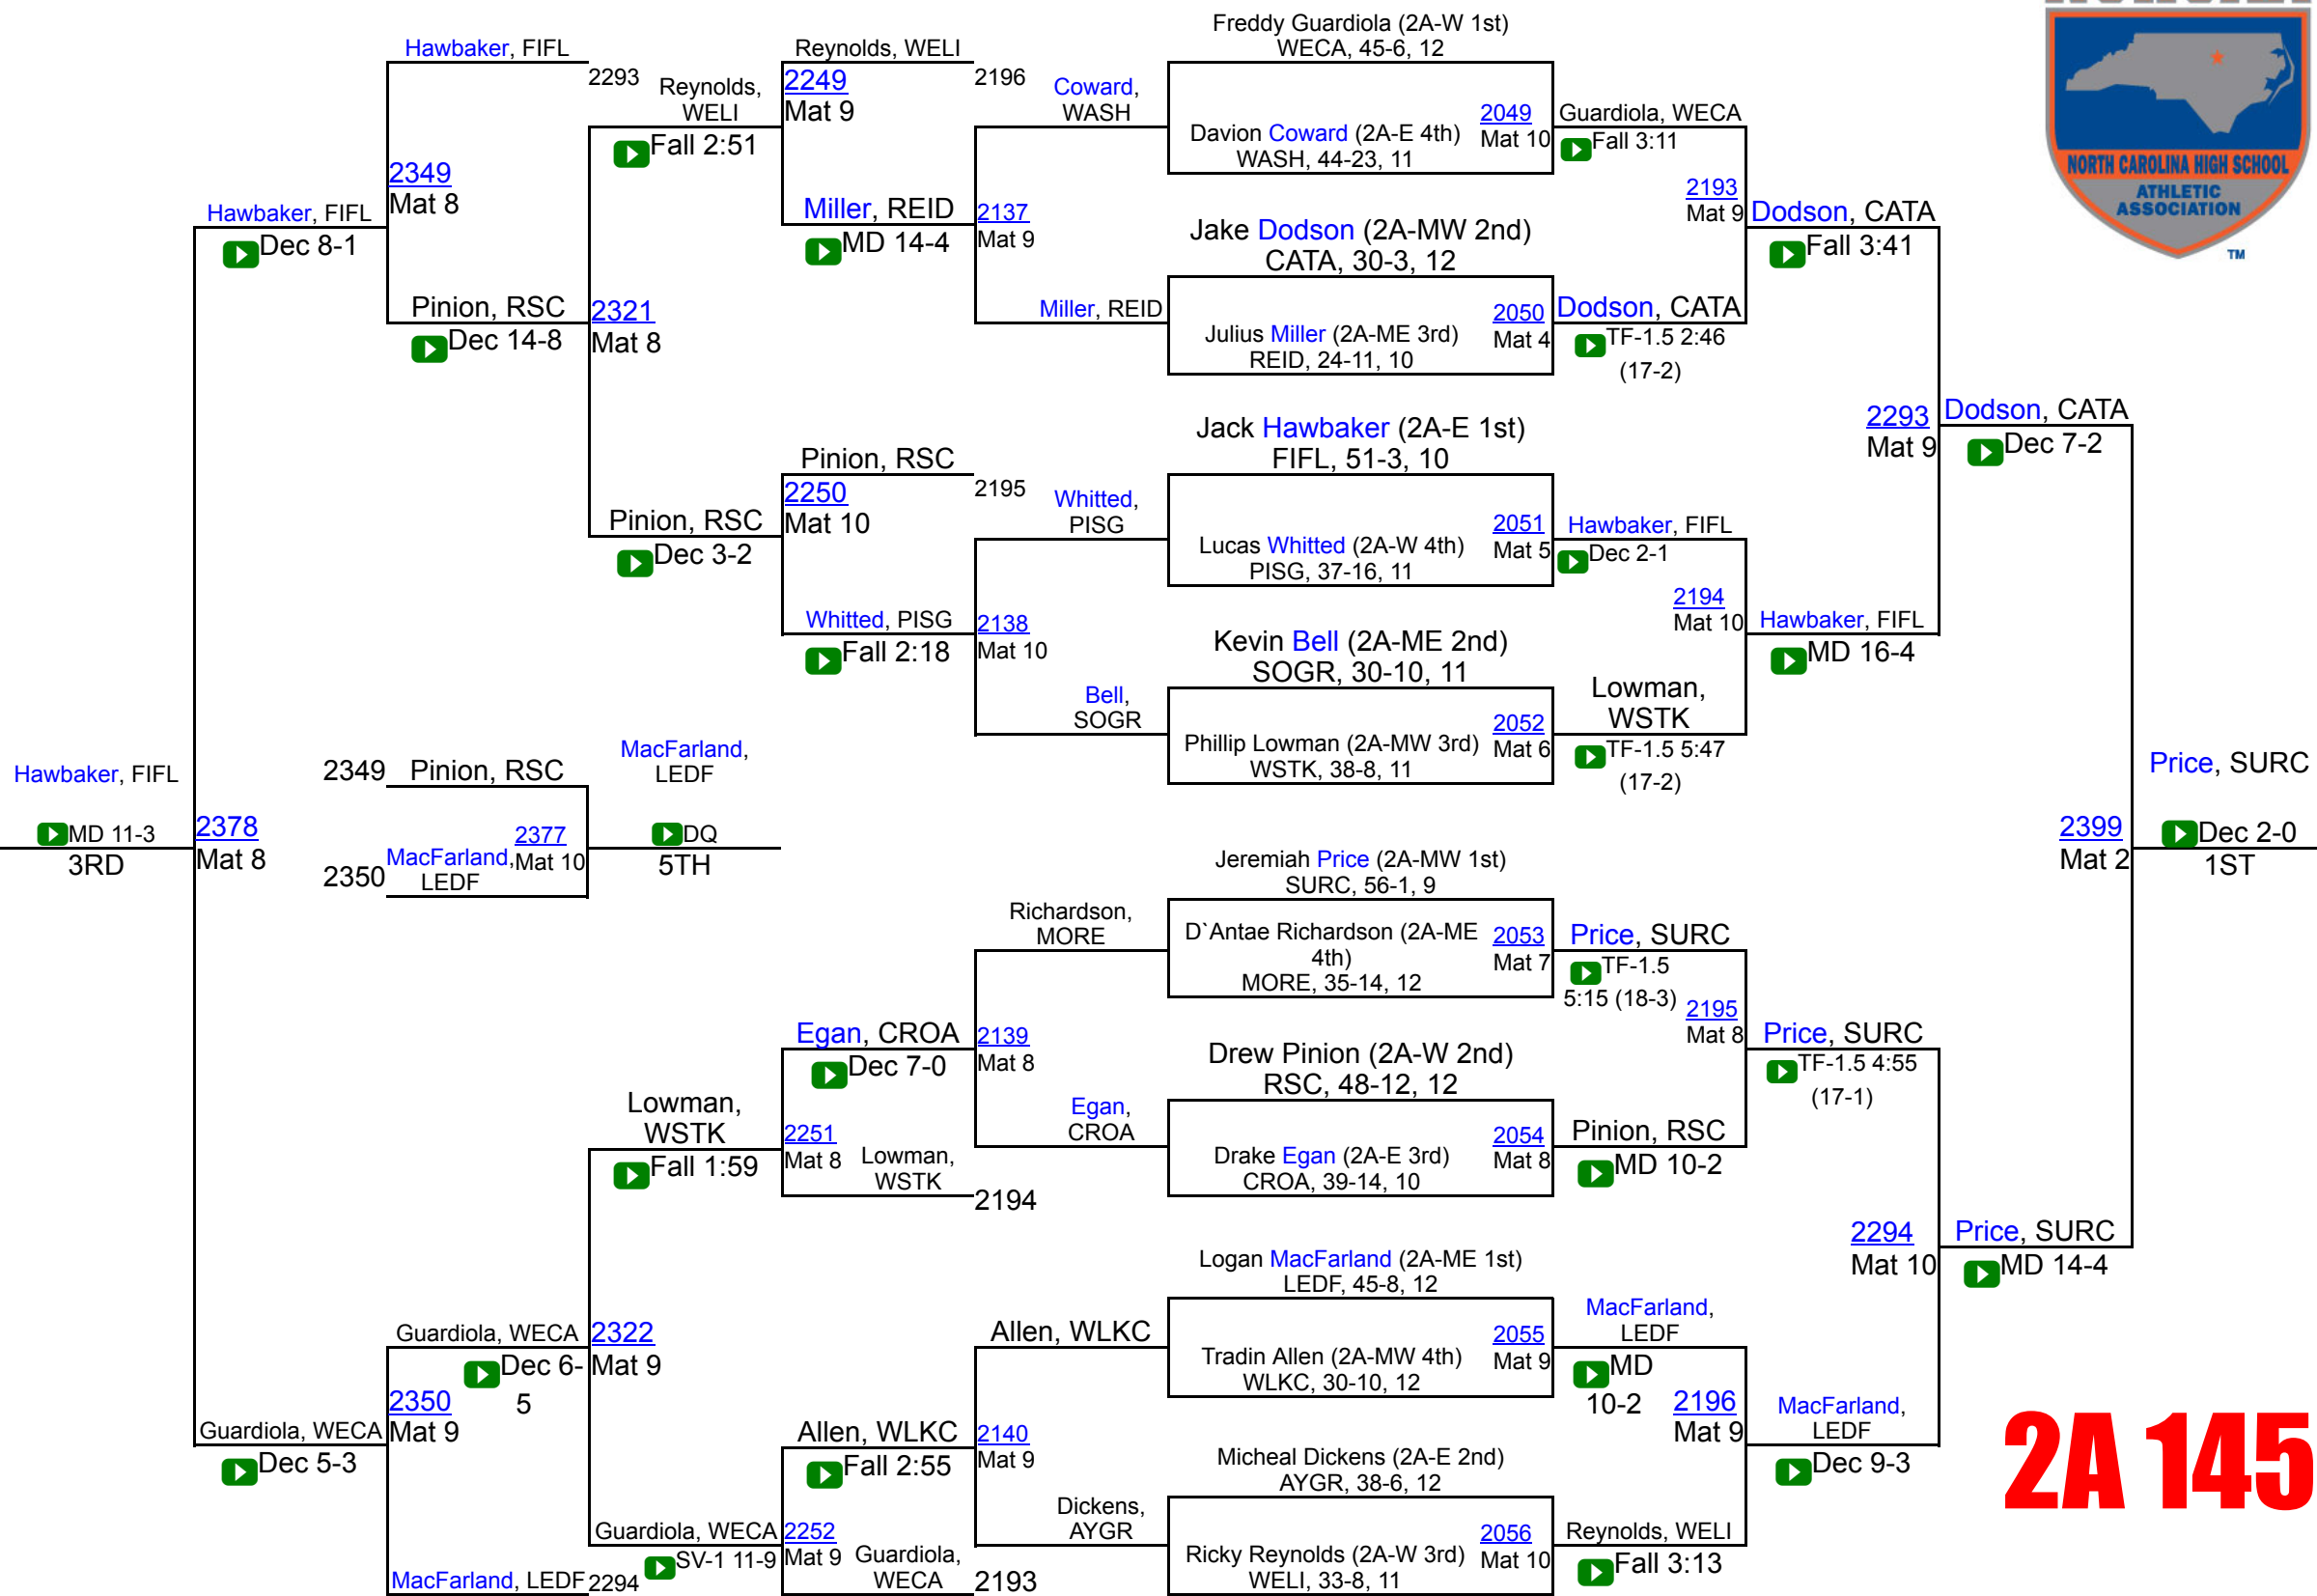 Hawbaker, FIFL
2293
2349
Mat 8
Hawbaker, FIFL
Dec 8-1
Pinion, RSC
Dec 14-8
Reynolds,
WELI
Fall 2:51
2321
Mat 8
Pinion, RSC
Dec 3-2
Reynolds, WELI
2196
2249
Mat 9
Miller, REID
MD 14-4
Pinion, RSC
2195
2250
Mat 10
Whitted, PISG
Fall 2:18
Coward,
WASH
2137
Mat 9
Miller, REID
Whitted,
PISG
2138
Mat 10
Bell,
SOGR
Freddy Guardiola (2A-W 1st)
WECA, 45-6, 12
Davion Coward (2A-E 4th)
WASH, 44-23, 11
2049
Mat 10
Jake Dodson (2A-MW 2nd)
CATA, 30-3, 12
Julius Miller (2A-ME 3rd)
REID, 24-11, 10
2050
Mat 4
Jack Hawbaker (2A-E 1st)
FIFL, 51-3, 10
Lucas Whitted (2A-W 4th)
PISG, 37-16, 11
2051
Mat 5
Kevin Bell (2A-ME 2nd)
SOGR, 30-10, 11
Phillip Lowman (2A-MW 3rd)
WSTK, 38-8, 11
2052
Mat 6
Guardiola, WECA
Fall 3:11
2193
Mat 9
Dodson, CATA
TF-1.5 2:46
(17-2)
Hawbaker, FIFL
Dec 2-1
2194
Mat 10
Lowman,
WSTK
TF-1.5 5:47
(17-2)
Dodson, CATA
Fall 3:41
2293
Mat 9
Hawbaker, FIFL
MD 16-4
Dodson, CATA
Dec 7-2
NORTH CAROLINA HIGH SCHOOL
ATHLETIC
ASSOCIATION
TM
Hawbaker, FIFL
MD 11-3
3RD
2378
Mat 8
2349
Pinion, RSC
2377
Mat 10
2350
MacFarland,
LEDF
MacFarland,
LEDF
DQ
5TH
2399
Mat 2
Price, SURC
Dec 2-0
1ST
Jeremiah Price (2A-MW 1st)
SURC, 56-1, 9
D`Antae Richardson (2A-ME
4th)
MORE, 35-14, 12
2053
Mat 7
Drew Pinion (2A-W 2nd)
RSC, 48-12, 12
Drake Egan (2A-E 3rd)
CROA, 39-14, 10
2054
Mat 8
Logan MacFarland (2A-ME 1st)
LEDF, 45-8, 12
Tradin Allen (2A-MW 4th)
WLKC, 30-10, 12
2055
Mat 9
Micheal Dickens (2A-E 2nd)
AYGR, 38-6, 12
Ricky Reynolds (2A-W 3rd)
WELI, 33-8, 11
2056
Mat 10
Richardson,
MORE
2139
Mat 8
Egan,
CROA
Allen, WLKC
2140
Mat 9
Dickens,
AYGR
Egan, CROA
Dec 7-0
2251
Mat 8
Lowman,
WSTK
2194
Allen, WLKC
Fall 2:55
2252
Mat 9
Guardiola,
WECA
2193
Lowman,
WSTK
Fall 1:59
2322
Mat 9
Guardiola, WECA
SV-1 11-9
Guardiola, WECA
Dec 6-
5
2350
Mat 9
MacFarland, LEDF
2294
Guardiola, WECA
Dec 5-3
Price, SURC
TF-1.5
5:15 (18-3)
2195
Mat 8
Pinion, RSC
MD 10-2
MacFarland,
LEDF
MD
10-2
2196
Mat 9
Reynolds, WELI
Fall 3:13
Price, SURC
TF-1.5 4:55
(17-1)
2294
Mat 10
MacFarland,
LEDF
Dec 9-3
Price, SURC
MD 14-4
2A 145